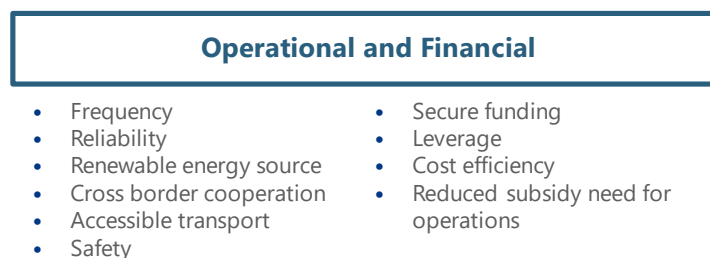 Operational and Financial
• Frequency
• Reliability
• Renewable energy source
• Cross border cooperation
• Accessible transport
• Safety
• Secure funding
• Leverage
• Cost efficiency
• Reduced subsidy need for
operations